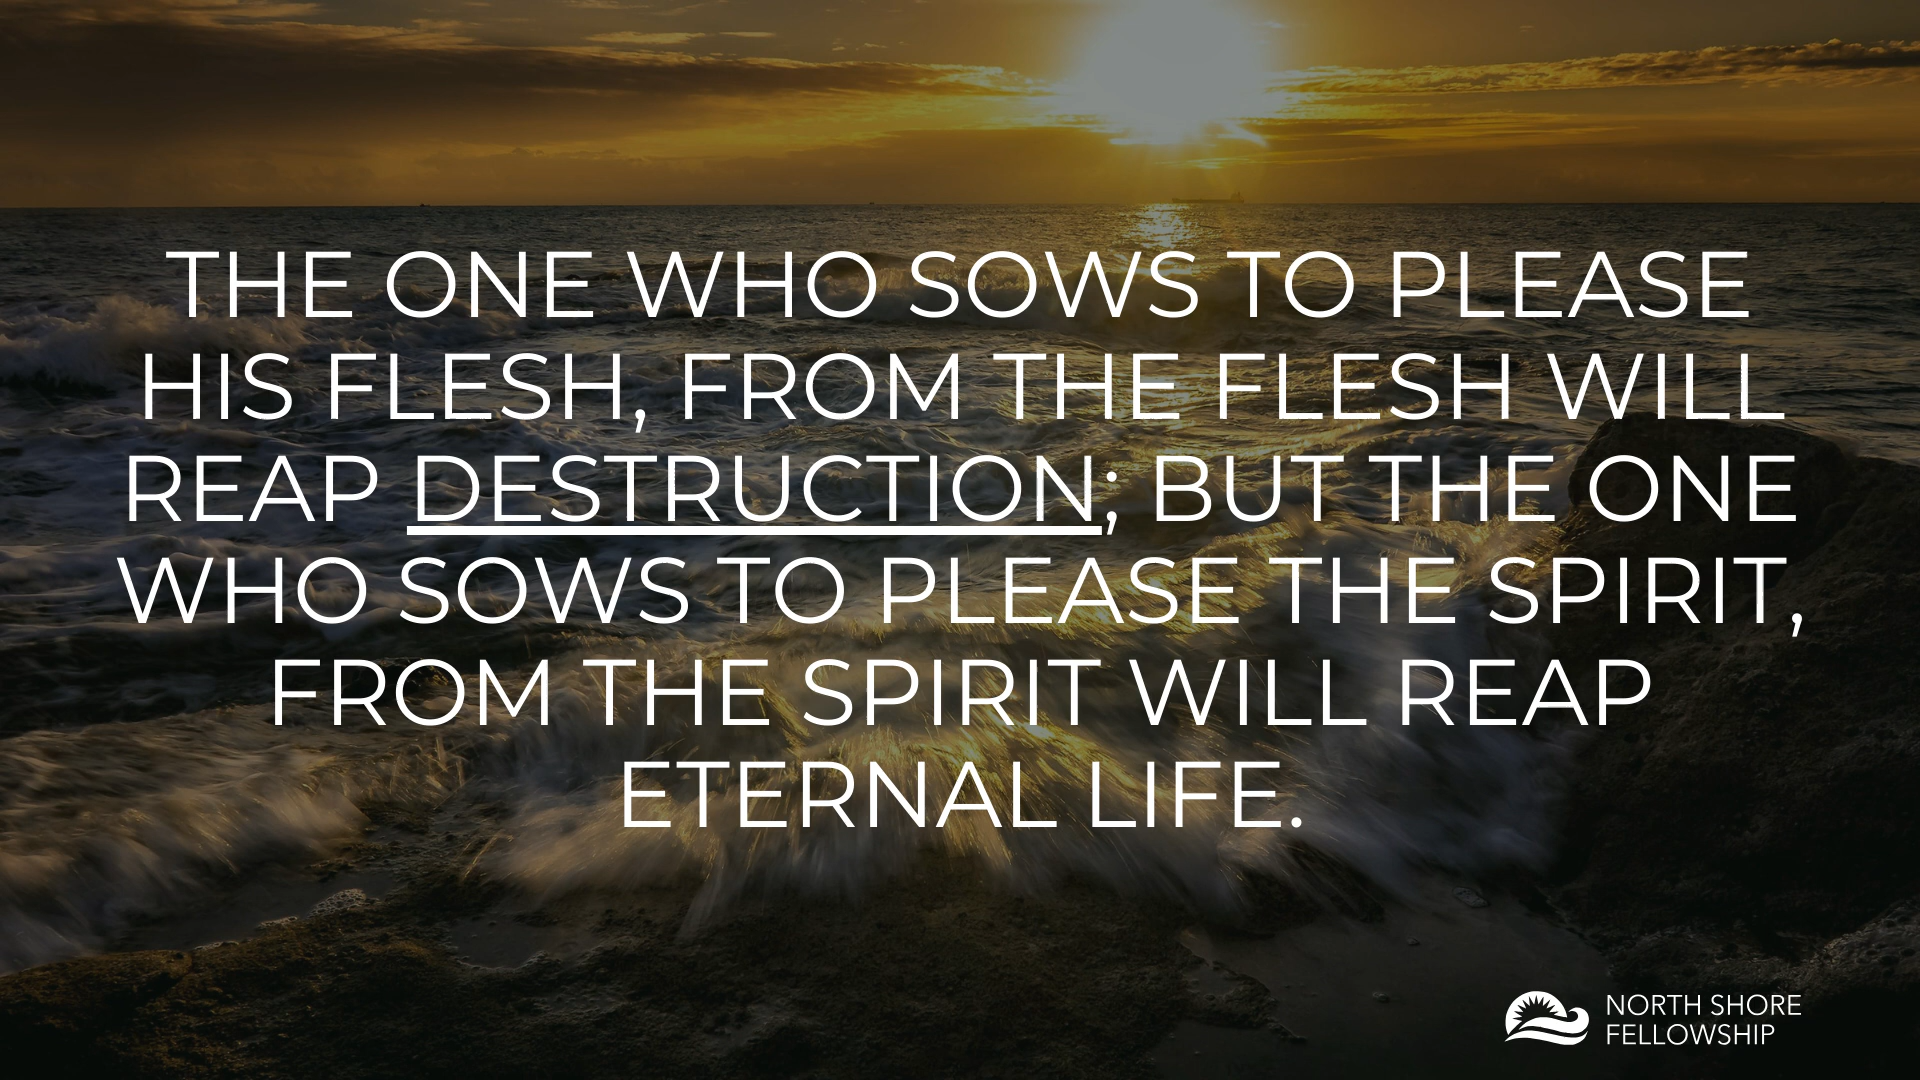 THE ONE WHO SOWS TO PLEASE
HIS FLESH, FROM THE FLESH WILL
REAP DESTRUCTION; BUT THE ONE
WHO SOWS TO PLEASE THE SPIRIT,
FROM THE SPIRIT WILL REAP
ETERNAL LIFE.
NORTH SHORE
FELLOWSHIP